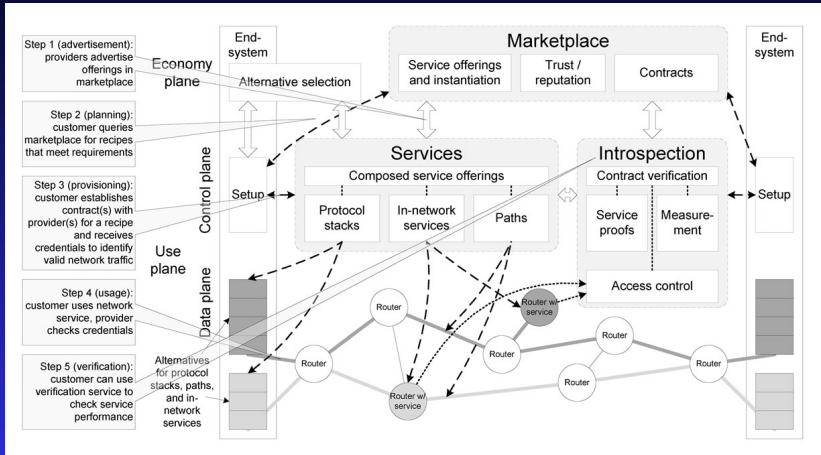 Step 1 (advertisement):
providers advertise
offerings in
marketplace
Step 2 (planning):
customer queries
marketplace for recipes
that meet requirements
Step 3 (provisioning):
customer establishes
contract(s) with
provider(s) for a recipe
and receives
credentials to identify
valid network traffic
Step 4 (usage):
customer uses network
service, provider
checks credentials
Step 5 (verification):
customer can use
verification service to
check service
performance
Economy
plane
Use
plane
Control plane
Data plane
Alternatives
for protocol
stacks, paths,
and in-
network
services
End-
system
Alternative selection
Setup
Marketplace
Service offerings
and instantiation
Trust /
reputation
Contracts
Services
Composed service offerings
Protocol
stacks
In-network
services
Paths
Introspection
Contract verification
Service
proofs
Measure-
ment
Access control
End-
system
Setup
Router
Router
Router w/
service
Router
Router
Router
Router
Router w/
service